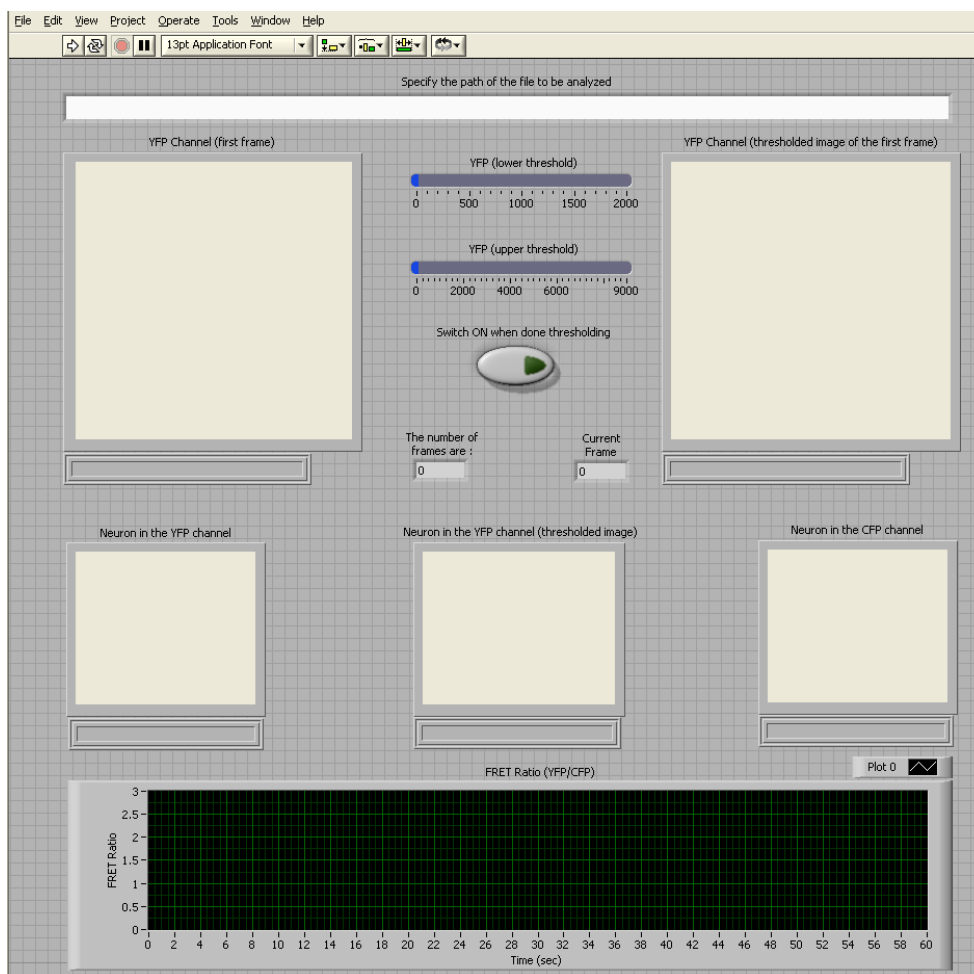 File Edit View Project Operate Tools Window Help
13pt Application Font
Specify the path of the file to be analyzed
YFP Channel (first frame)
YFP (lower threshold)
0 500 1000 1500 2000
YFP Channel (thresholded image of the first frame)
YFP (upper threshold)
0 2000 4000 6000 9000
Switch ON when done thresholding
The number of
frames are :
0
Current
Frame
0
Neuron in the YFP channel
Neuron in the YFP channel (thresholded image)
Neuron in the CFP channel
FRET Ratio (YFP/CFP)
Plot 0
FRET Ratio
3
2.5
2
1.5
1
0.5
0
0 2 4 6 8 10 12 14 16 18 20 22 24 26 28 30 32 34 36 38 40 42 44 46 48 50 52 54 56 58 60
Time (sec)